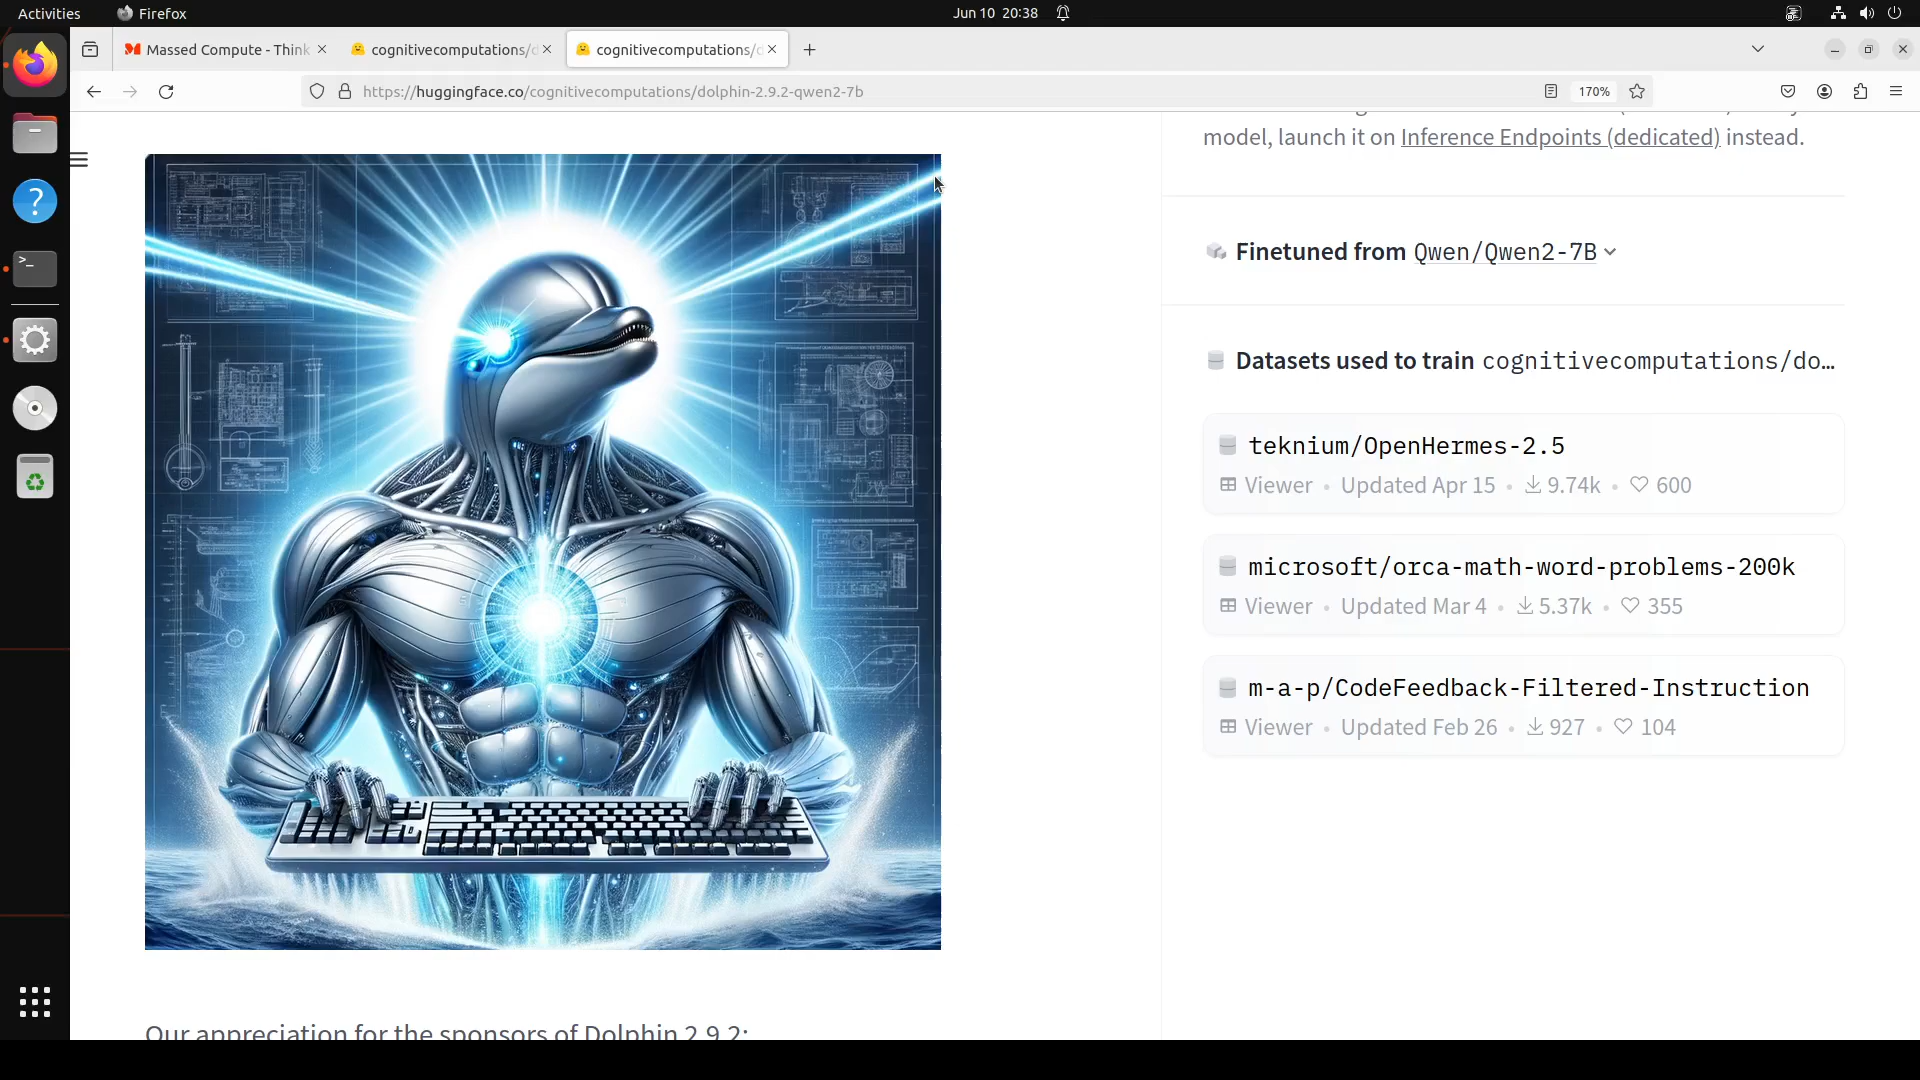 Activities
Firefox
Jun 10 20:38
Massed Compute - Think
cognitivecomputations/d
cognitivecomputations/d
https://huggingface.co/cognitivecomputations/dolphin-2.9.2-qwen2-7b
170%
model, launch it on Inference Endpoints (dedicated) instead.
Finetuned from Qwen/Qwen2-7B
Datasets used to train cognitivecomputations/do…
teknium/OpenHermes-2.5
Viewer • Updated Apr 15 • 9.74k • 600
microsoft/orca-math-word-problems-200k
Viewer • Updated Mar 4 • 5.37k • 355
m-a-p/CodeFeedback-Filtered-Instruction
Viewer • Updated Feb 26 • 927 • 104
Our appreciation for the sponsors of Dolphin 2.9.2: